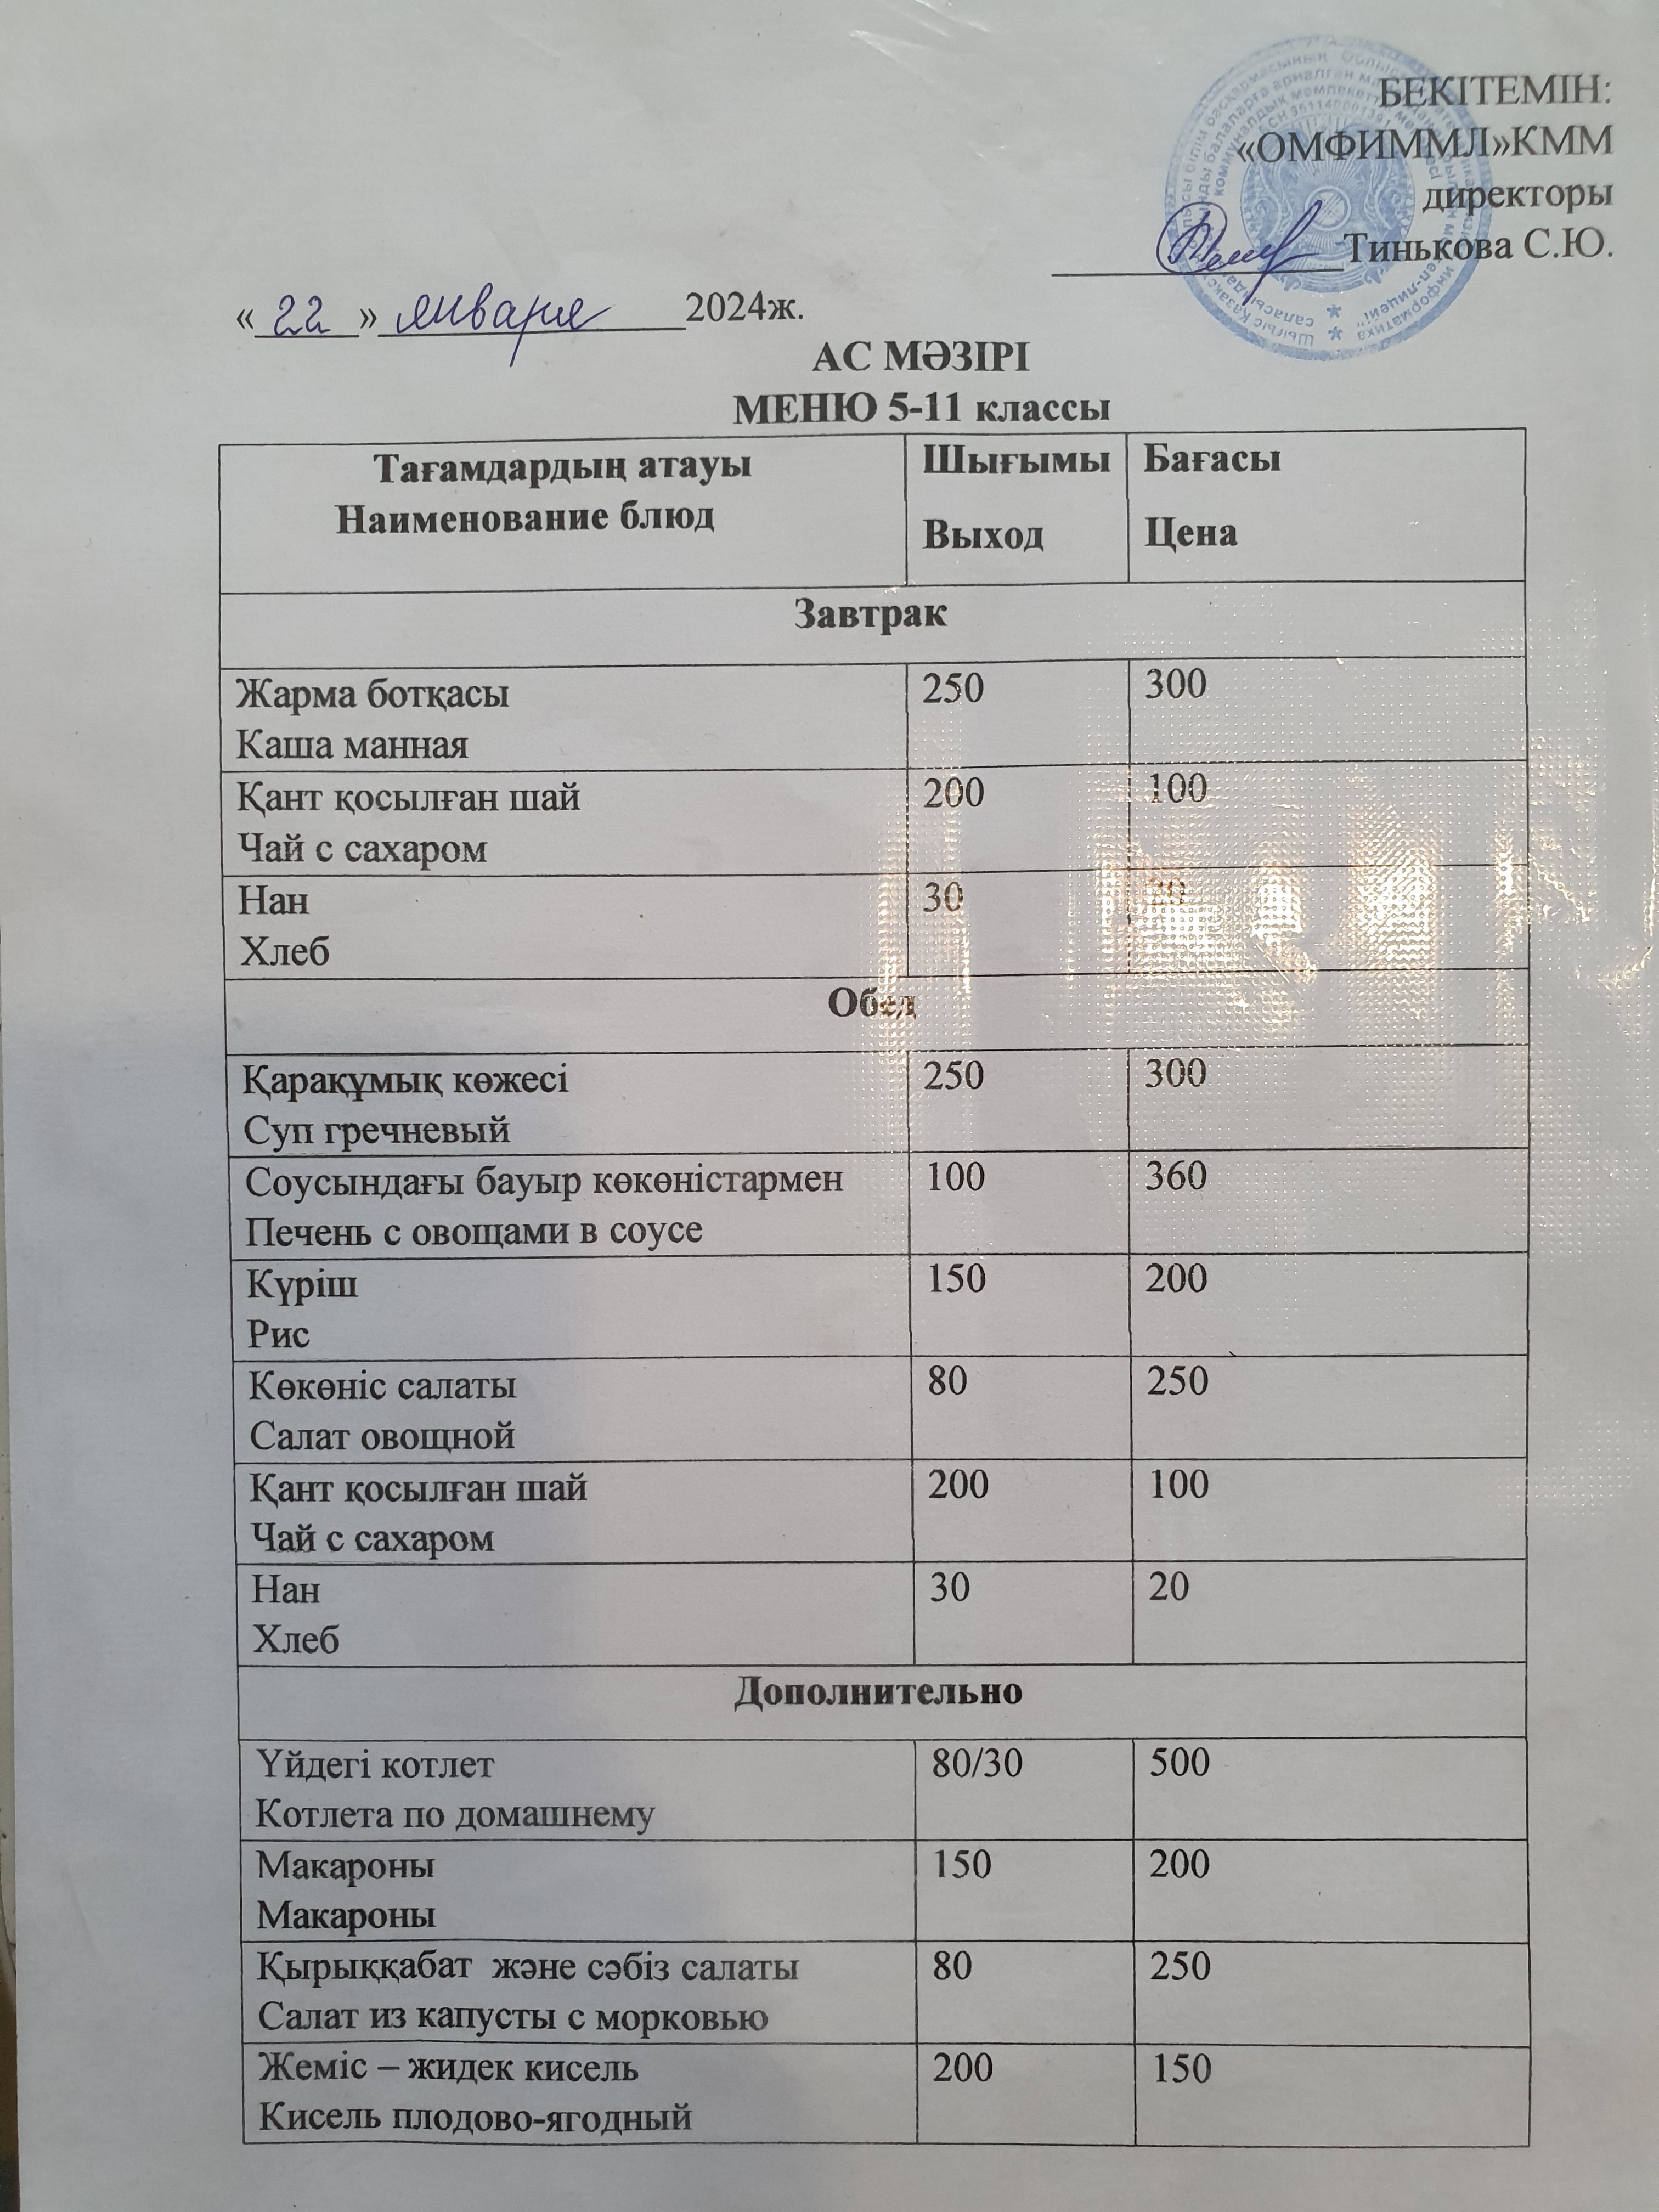 БЕКІТЕМІН:
«ОМФИММЛ»КММ
директоры
Тинькова С.Ю.
«22» января 2024ж.
АС МӘЗІРІ
МЕНЮ 5-11 классы
Тағамдардың атауы Шығымы Бағасы
Наименование блюд Выход Цена
Завтрак
Жарма ботқасы 250 300
Каша манная
Қант қосылған шай 200 100
Чай с сахаром
Нан 30 20
Хлеб
Обед
Қарақұмық көжесі 250 300
Суп гречневый
Соусындағы бауыр көкөністармен 100 360
Печень с овощами в соусе
Күріш 150 200
Рис
Көкөніс салаты 80 250
Салат овощной
Қант қосылған шай 200 100
Чай с сахаром
Нан 30 20
Хлеб
Дополнительно
Үйдегі котлет 80/30 500
Котлета по домашнему
Макароны 150 200
Макароны
Қырыққабат және сәбіз салаты 80 250
Салат из капусты с морковью
Жеміс – жидек кисель 200 150
Кисель плодово-ягодный